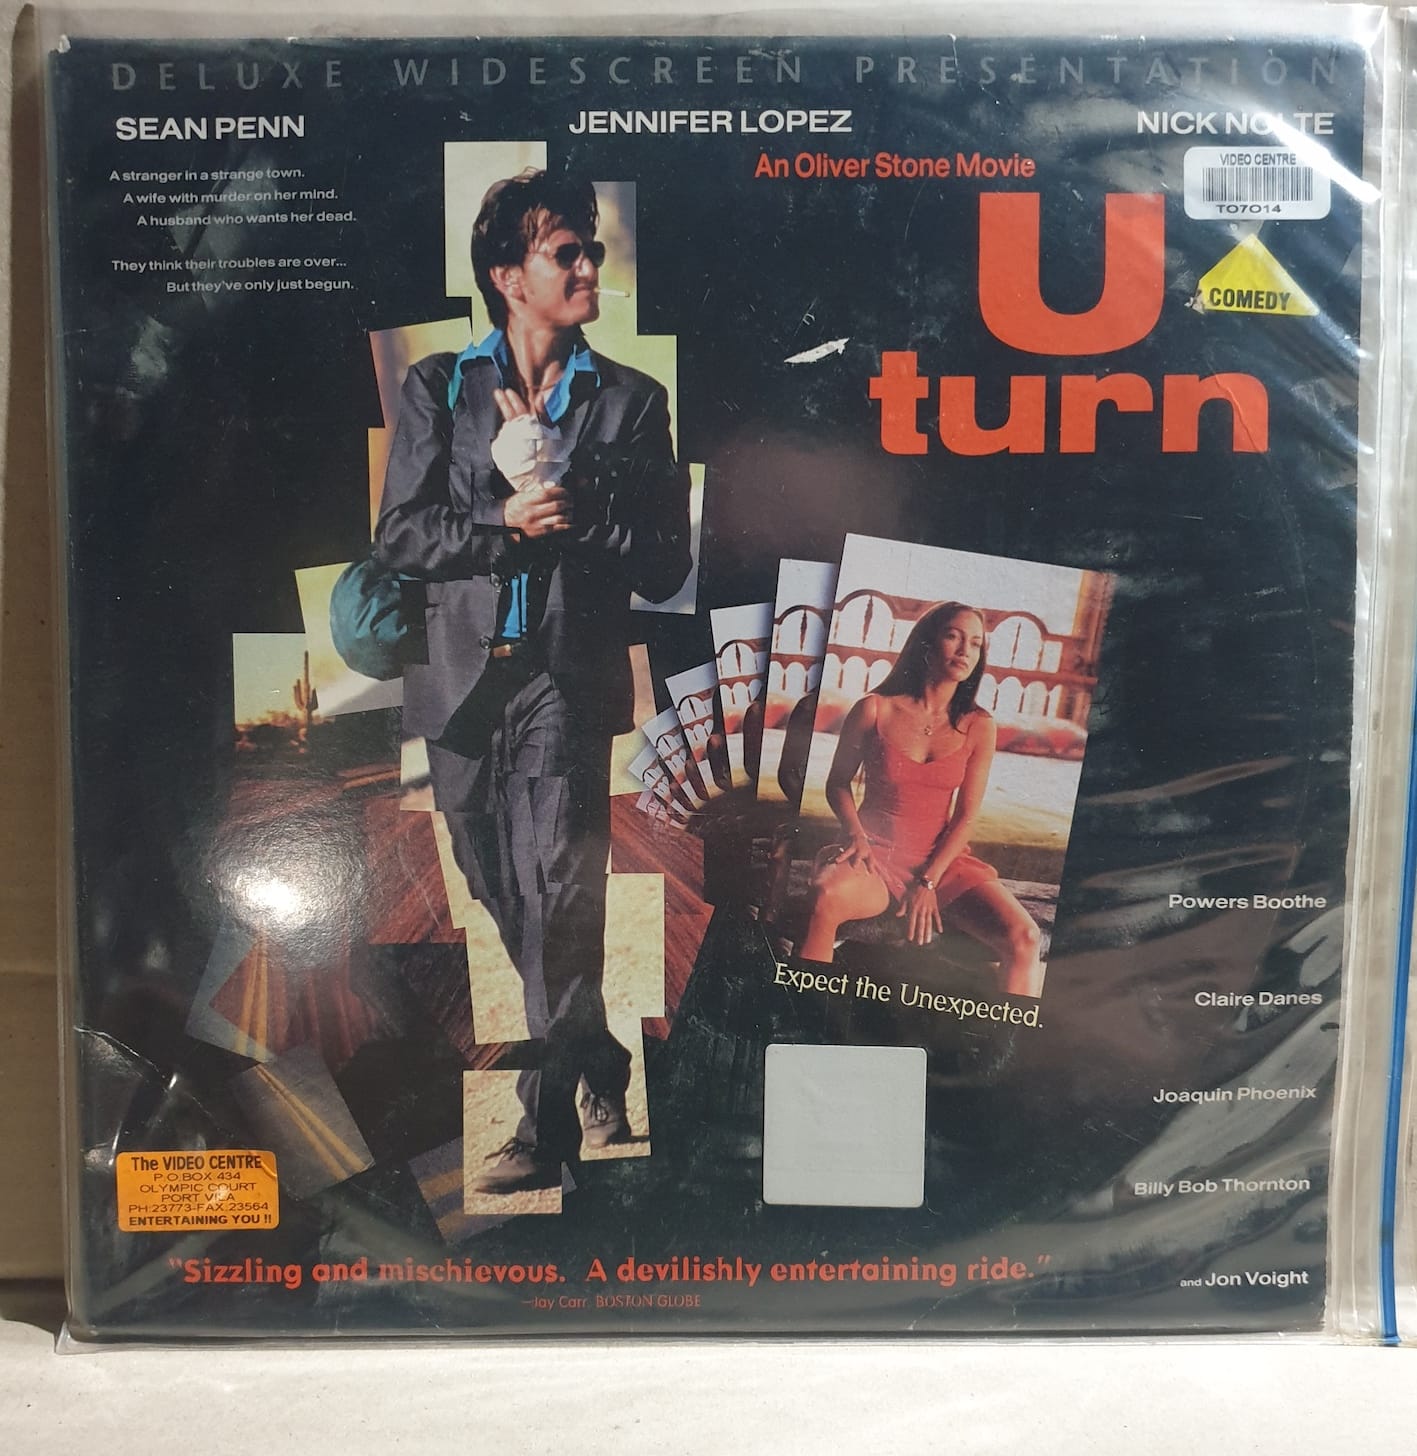 DELUXE WIDESCREEN PRESENTATION
SEAN PENN
JENNIFER LOPEZ
NICK NOLTE
A stranger in a strange town.
A wife with murder on her mind.
A husband who wants her dead.
They think their troubles are over...
But they've only just begun.
An Oliver Stone Movie
U
turn
VIDEO CENTRE
T07014
COMEDY
Expect the Unexpected.
Powers Boothe
Claire Danes
Joaquin Phoenix
Billy Bob Thornton
and Jon Voight
The VIDEO CENTRE
P.O.BOX 434
OLYMPIC COURT
PORT VILA
PH:23773-FAX:23564
ENTERTAINING YOU !!
"Sizzling and mischievous. A devilishly entertaining ride."
—Jay Carr, BOSTON GLOBE